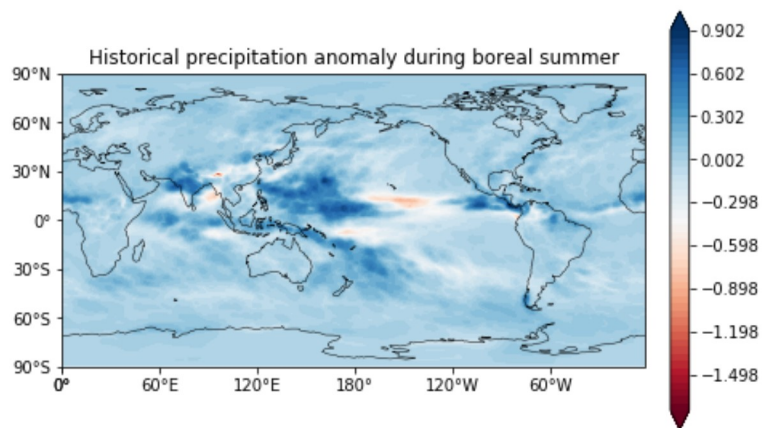 Historical precipitation anomaly during boreal summer
90°N
60°N
30°N
0°
30°S
60°S
90°S
0° 60°E 120°E 180° 120°W 60°W
0.902
0.602
0.302
0.002
−0.298
−0.598
−0.898
−1.198
−1.498